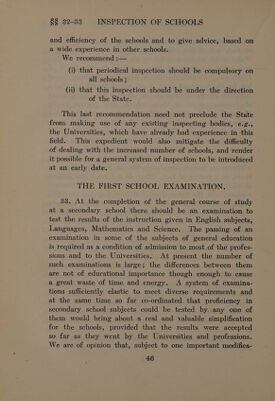 §§ 32-33 INSPECTION OF SCHOOLS
and efficiency of the schools and to give advice, based on
a wide experience in other schools.
We recommend :—
(i) that periodical inspection should be compulsory on
all schools;
(ii) that this inspection should be under the direction
of the State.
This last recommendation need not preclude the State
from making use of any existing inspecting bodies, e.g.,
the Universities, which have already had experience in this
field. This expedient would also mitigate the difficulty
of dealing with the increased number of schools, and render
it possible for a general system of inspection to be introduced
at an early date.
THE FIRST SCHOOL EXAMINATION.
33. At the completion of the general course of study
at a secondary school there should be an examination to
test the results of the instruction given in English subjects,
Languages, Mathematics and Science. The passing of an
examination in some of the subjects of general education
is required as a condition of admission to most of the profes-
sions and to the Universities. At present the number of
such examinations is large; the differences between them
are not of educational importance though enough to cause
a great waste of time and energy. A system of examina-
tions sufficiently elastic to meet diverse requirements and
at the same time so far co-ordinated that proficiency in
secondary school subjects could be tested by any one of
them would bring about a real and valuable simplification
for the schools, provided that the results were accepted
so far as they went by the Universities and professions.
We are of opinion that, subject to one important modifica-
46